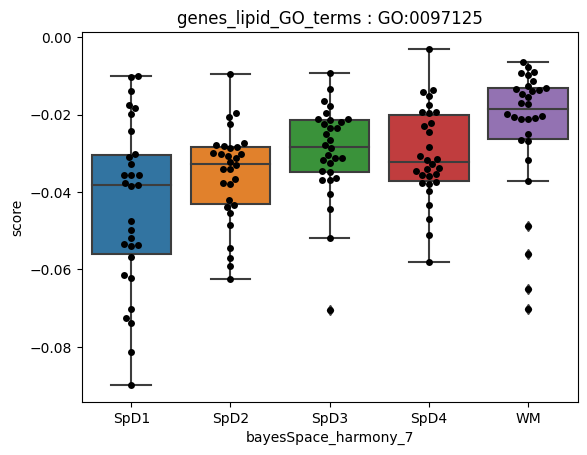 genes_lipid_GO_terms : GO:0097125
0.00
−0.02
−0.04
−0.06
−0.08
score
SpD1 SpD2 SpD3 SpD4 WM
bayesSpace_harmony_7